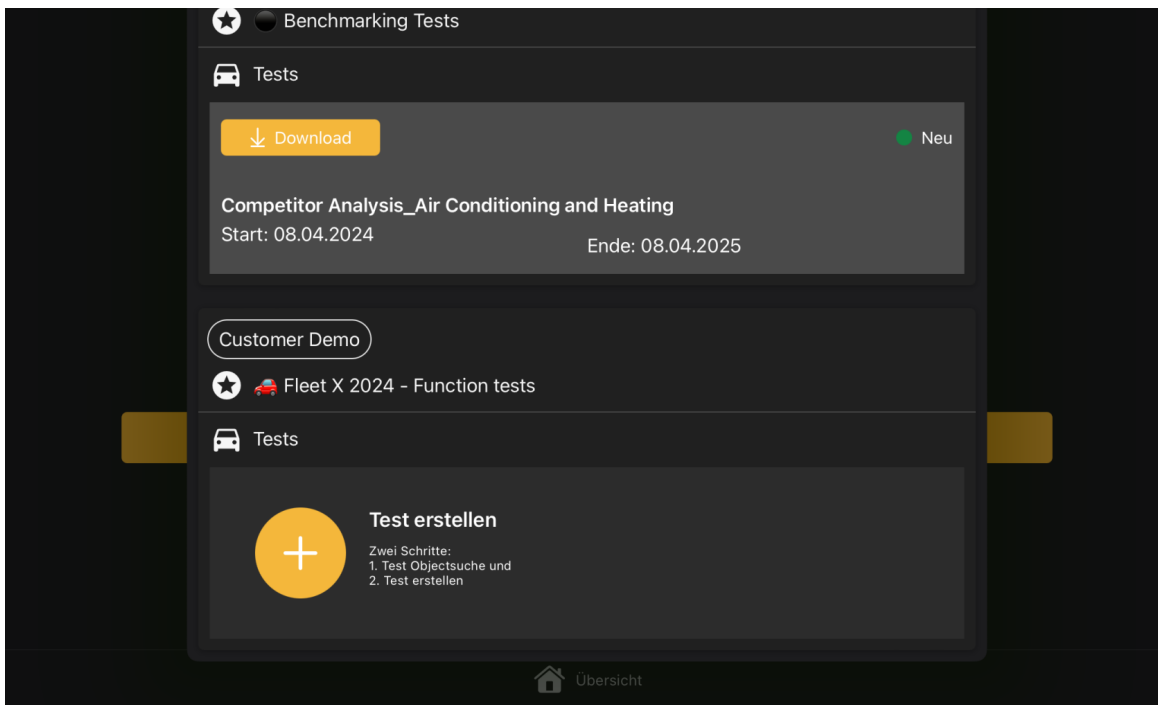 Benchmarking Tests
Tests
Download
Neu
Competitor Analysis_Air Conditioning and Heating
Start: 08.04.2024
Ende: 08.04.2025
Customer Demo
Fleet X 2024 - Function tests
Tests
Test erstellen
Zwei Schritte:
1. Test Objectsuche und
2. Test erstellen
Übersicht